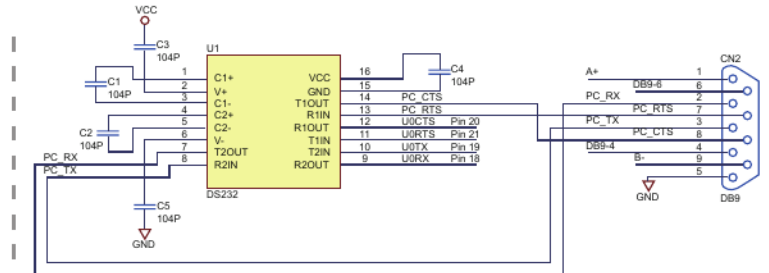 VCC
C3
104P
U1
C1
104P
1 C1+ VCC 16
C4
104P
2 V+ GND 15
3 C1- T1OUT 14 PC_CTS
4 C2+ R1IN 13 PC_RTS
C2
104P
5 C2- R1OUT 12 U0CTS Pin 20
6 V- T1IN 11 U0RTS Pin 21
PC_RX 7 T2OUT T2IN 10 U0TX Pin 19
PC_TX 8 R2IN R2OUT 9 U0RX Pin 18
DS232
C5
104P
GND
CN2
A+ 1
DB9-6 6
PC_RX 2
PC_RTS 7
PC_TX 3
PC_CTS 8
DB9-4 4
B- 9
5
GND
DB9